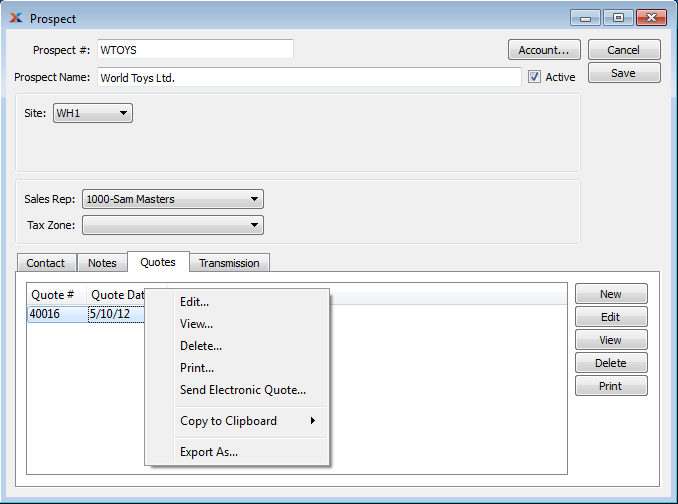 Prospect
Prospect #: WTOYS Account... Cancel
Prospect Name: World Toys Ltd. Active Save
Site: WH1
Sales Rep: 1000-Sam Masters
Tax Zone:
Contact Notes Quotes Transmission
Quote # Quote Dat New
40016 5/10/12 Edit... Edit
View... View
Delete... Delete
Print... Print
Send Electronic Quote...
Copy to Clipboard
Export As...